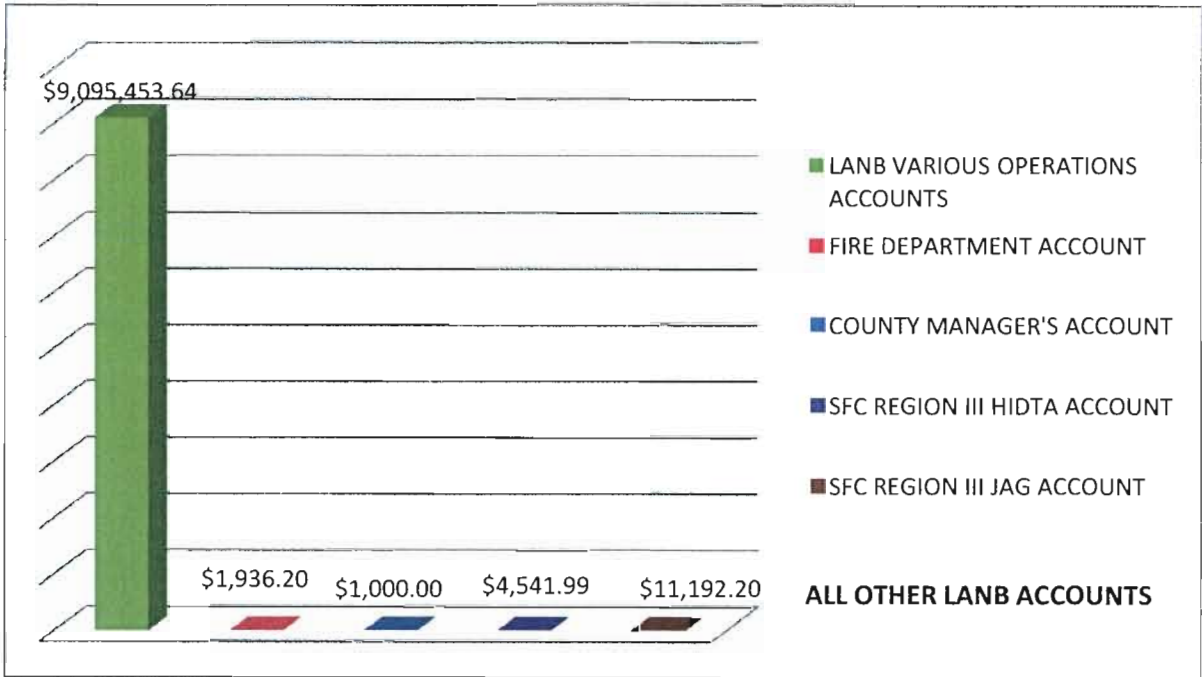 $9,095,453.64
$1,936.20
$1,000.00
$4,541.99
$11,192.20
LANB VARIOUS OPERATIONS
ACCOUNTS
FIRE DEPARTMENT ACCOUNT
COUNTY MANAGER'S ACCOUNT
SFC REGION III HIDTA ACCOUNT
SFC REGION III JAG ACCOUNT
ALL OTHER LANB ACCOUNTS